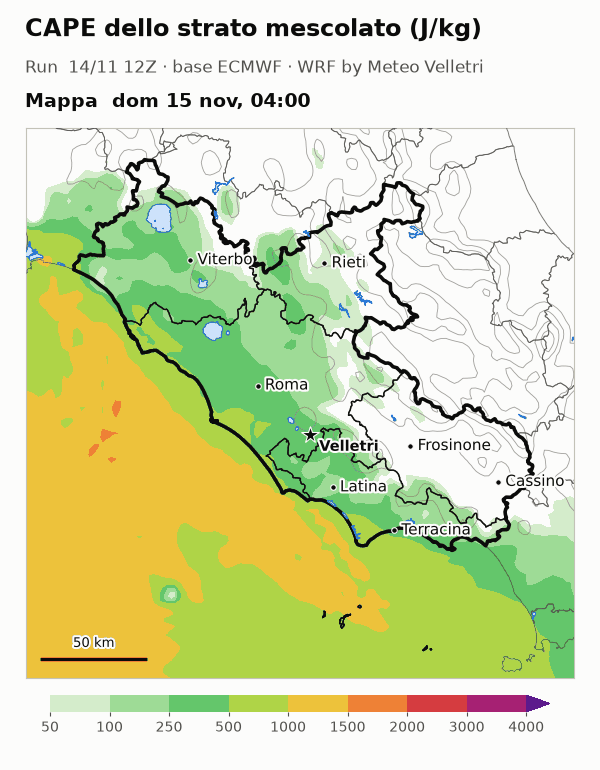 CAPE dello strato mescolato (J/kg)
Run  14/11 12Z · base ECMWF · WRF by Meteo Velletri
Mappa  dom 15 nov, 04:00
Viterbo
Rieti
Roma
Velletri
Frosinone
Cassino
Latina
Terracina
50 km
50 100 250 500 1000 1500 2000 3000 4000